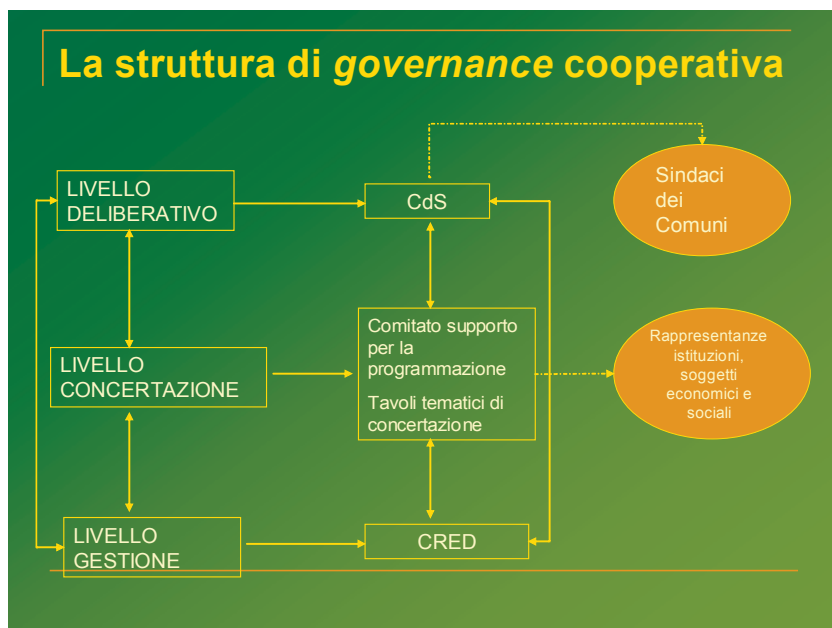 La struttura di governance cooperativa
LIVELLO
DELIBERATIVO
CdS
Sindaci
dei
Comuni
LIVELLO
CONCERTAZIONE
Comitato supporto
per la
programmazione
Tavoli tematici di
concertazione
Rappresentanze
istituzioni,
soggetti
economici e
sociali
LIVELLO
GESTIONE
CRED